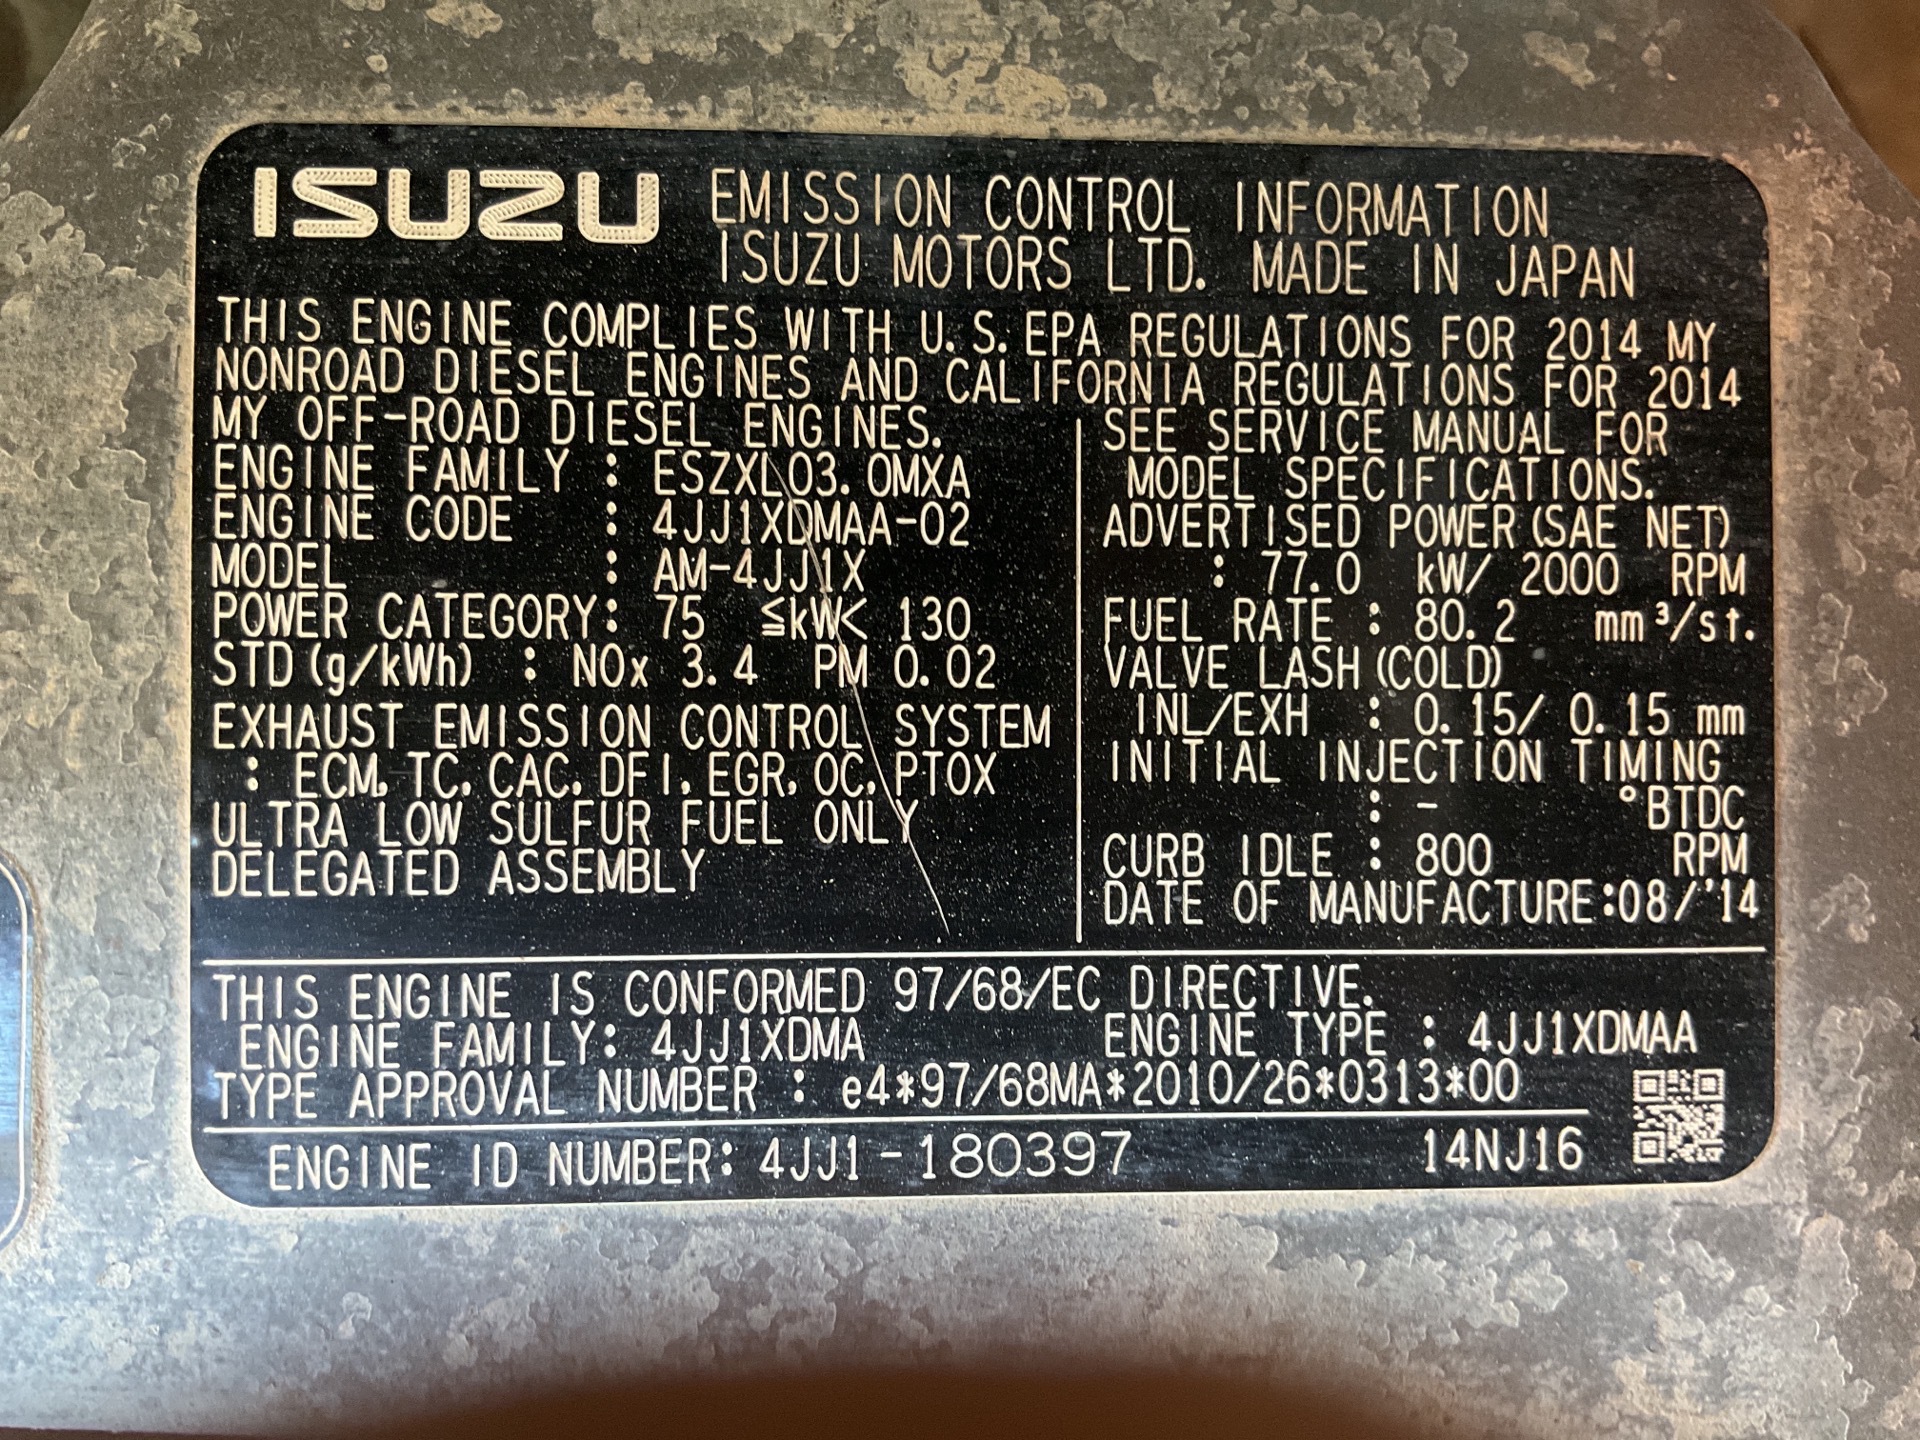 ISUZU EMISSION CONTROL INFORMATION
ISUZU MOTORS LTD. MADE IN JAPAN
THIS ENGINE COMPLIES WITH U.S. EPA REGULATIONS FOR 2014 MY
NONROAD DIESEL ENGINES AND CALIFORNIA REGULATIONS FOR 2014
MY OFF-ROAD DIESEL ENGINES.
ENGINE FAMILY : ESZXL03.0MXA
ENGINE CODE : 4JJ1XDMAA-02
MODEL : AM-4JJ1X
POWER CATEGORY: 75 ≦kW< 130
STD(g/kWh) : NOx 3.4 PM 0.02
EXHAUST EMISSION CONTROL SYSTEM
: ECM, TC, CAC, DFI, EGR, OC, PTOX
ULTRA LOW SULFUR FUEL ONLY
DELEGATED ASSEMBLY
SEE SERVICE MANUAL FOR
MODEL SPECIFICATIONS.
ADVERTISED POWER(SAE NET)
: 77.0 kW/ 2000 RPM
FUEL RATE : 80.2 mm³/st.
VALVE LASH(COLD)
INL/EXH : 0.15/ 0.15 mm
INITIAL INJECTION TIMING
: - °BTDC
CURB IDLE : 800 RPM
DATE OF MANUFACTURE:08/'14
THIS ENGINE IS CONFORMED 97/68/EC DIRECTIVE.
ENGINE FAMILY: 4JJ1XDMA ENGINE TYPE : 4JJ1XDMAA
TYPE APPROVAL NUMBER : e4*97/68MA*2010/26*0313*00
ENGINE ID NUMBER: 4JJ1-180397 14NJ16